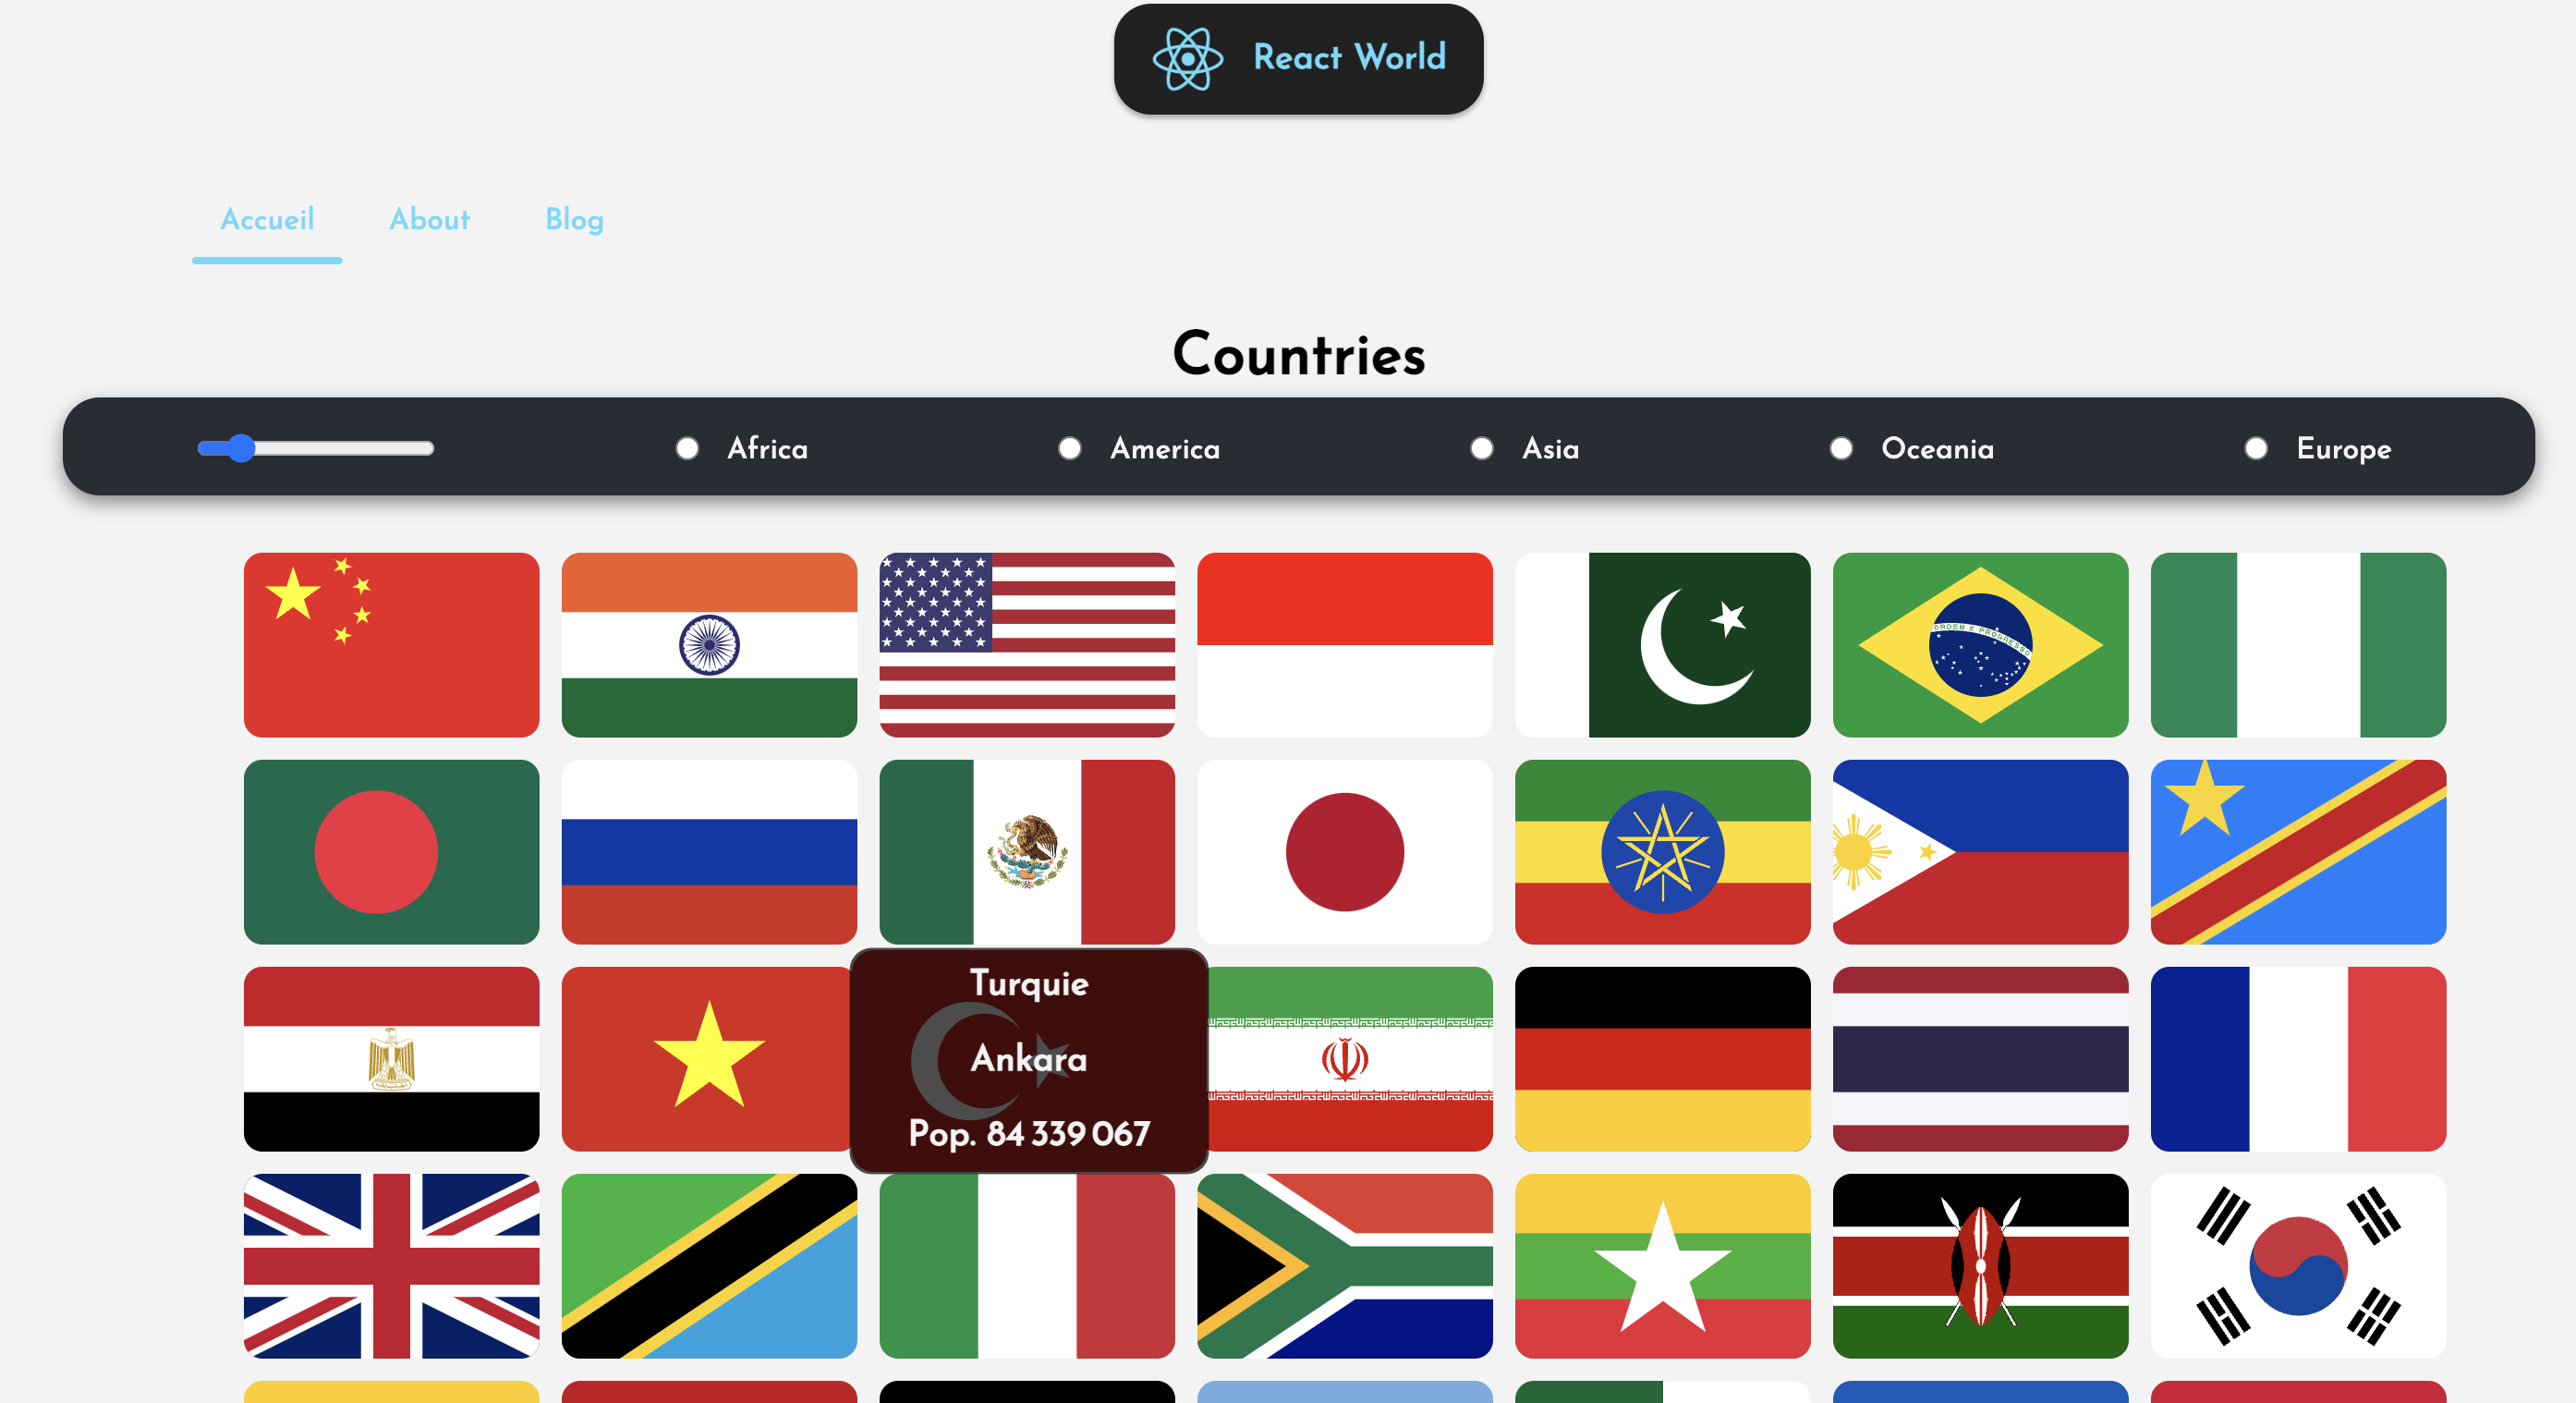 React World
Accueil
About
Blog
Countries
Africa
America
Asia
Oceania
Europe
ORDEM E PROGRESSO
Turquie
Ankara
Pop. 84 339 067